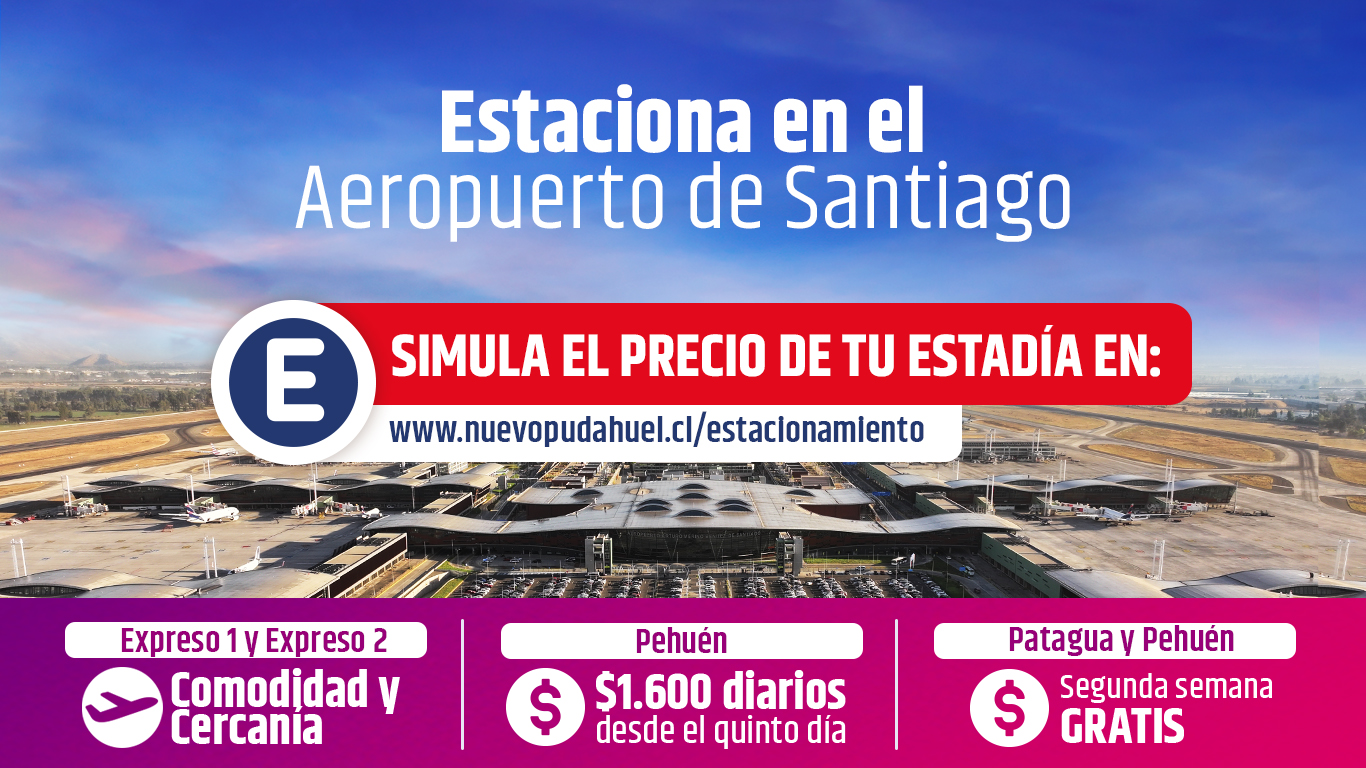 Estaciona en el
Aeropuerto de Santiago
E
SIMULA EL PRECIO DE TU ESTADÍA EN:
www.nuevopudahuel.cl/estacionamiento
Expreso 1 y Expreso 2
Comodidad y
Cercanía
Pehuén
$
$1.600 diarios
desde el quinto día
Patagua y Pehuén
$
Segunda semana
GRATIS